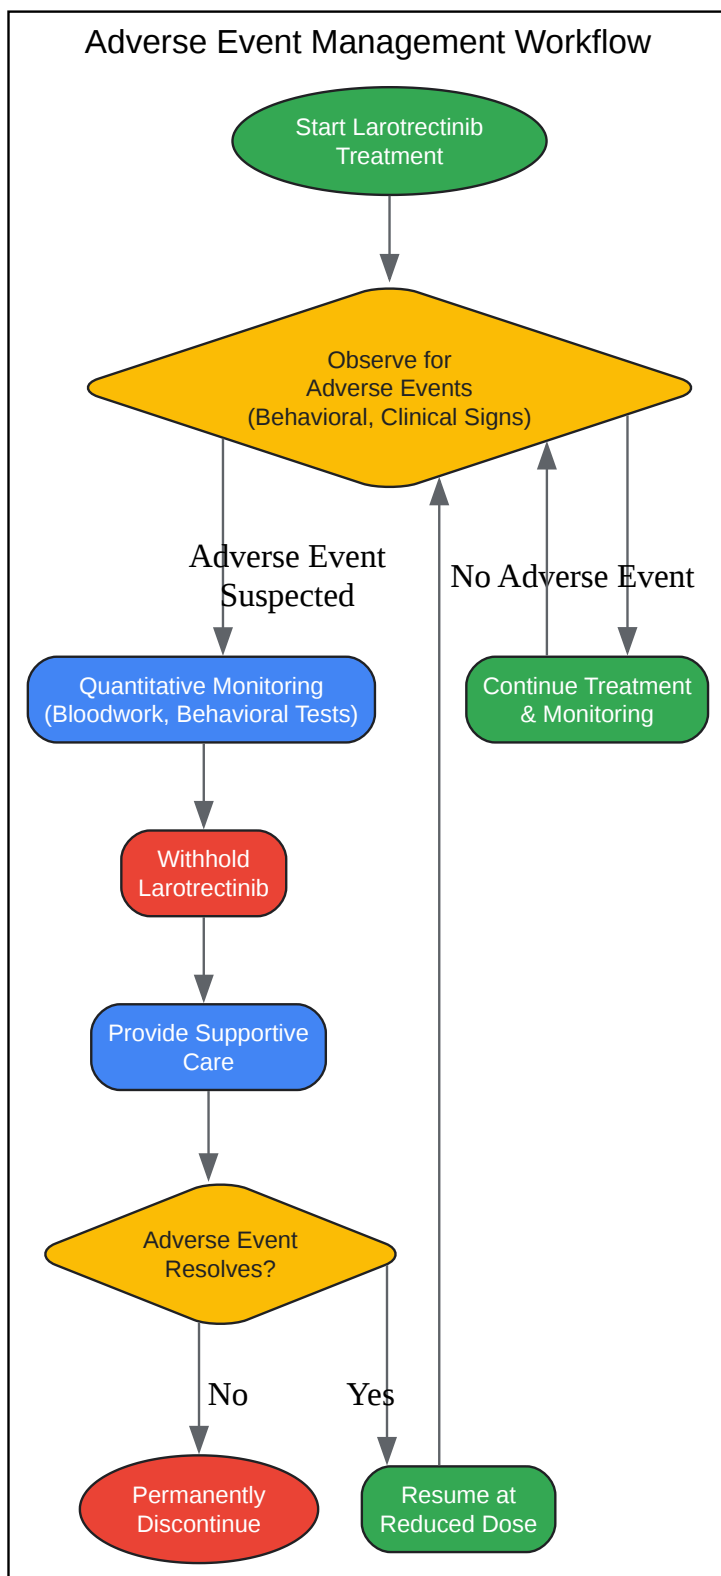 Adverse Event Management Workflow
Start Larotrectinib
Treatment
Observe for
Adverse Events
(Behavioral, Clinical Signs)
Adverse Event
Suspected
No Adverse Event
Quantitative Monitoring
(Bloodwork, Behavioral Tests)
Continue Treatment
& Monitoring
Withhold
Larotrectinib
Provide Supportive
Care
Adverse Event
Resolves?
No
Yes
Permanently
Discontinue
Resume at
Reduced Dose